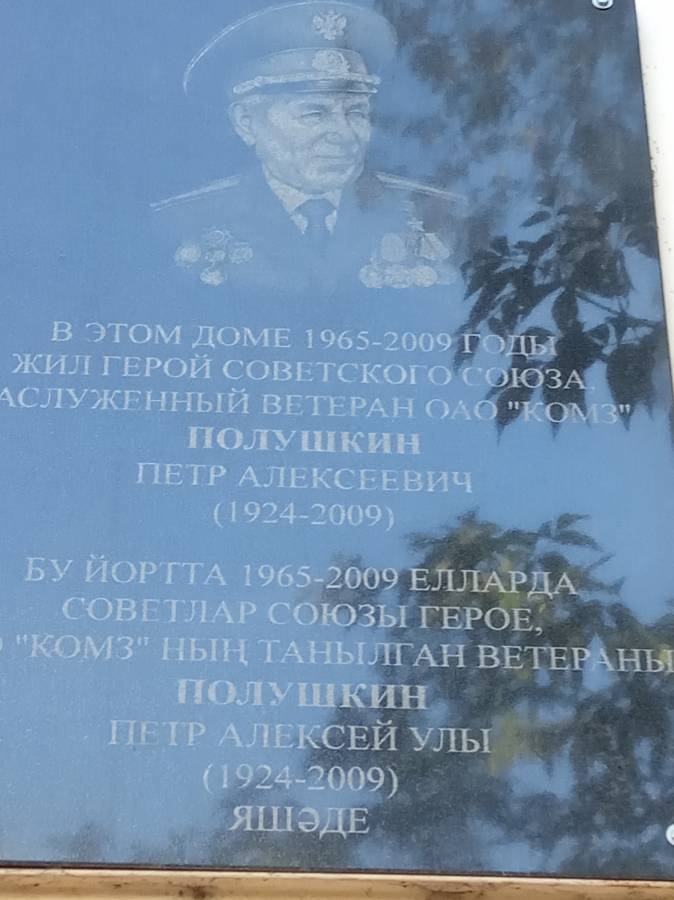 В ЭТОМ ДОМЕ 1965-2009 ГОДЫ
ЖИЛ ГЕРОЙ СОВЕТСКОГО СОЮЗА,
АСЛУЖЕННЫЙ ВЕТЕРАН ОАО "КОМЗ"
ПОЛУШКИН
ПЕТР АЛЕКСЕЕВИЧ
(1924-2009)
БУ ЙОРТТА 1965-2009 ЕЛЛАРДА
СОВЕТЛАР СОЮЗЫ ГЕРОЕ,
"КОМЗ" НЫҢ ТАНЫЛГАН ВЕТЕРАНЫ
ПОЛУШКИН
ПЕТР АЛЕКСЕЙ УЛЫ
(1924-2009)
ЯШӘДЕ